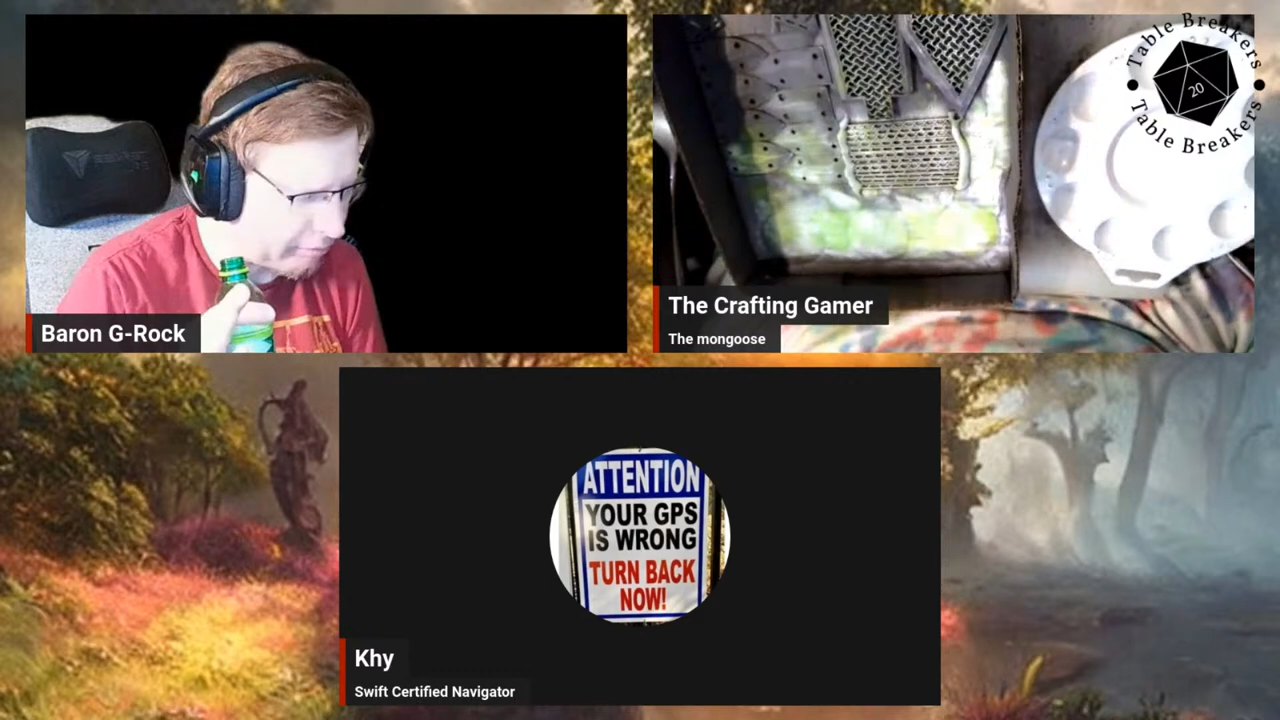 Table Breakers
20
Table Breakers
Baron G-Rock
The Crafting Gamer
The mongoose
ATTENTION
YOUR GPS
IS WRONG
TURN BACK
NOW!
Khy
Swift Certified Navigator